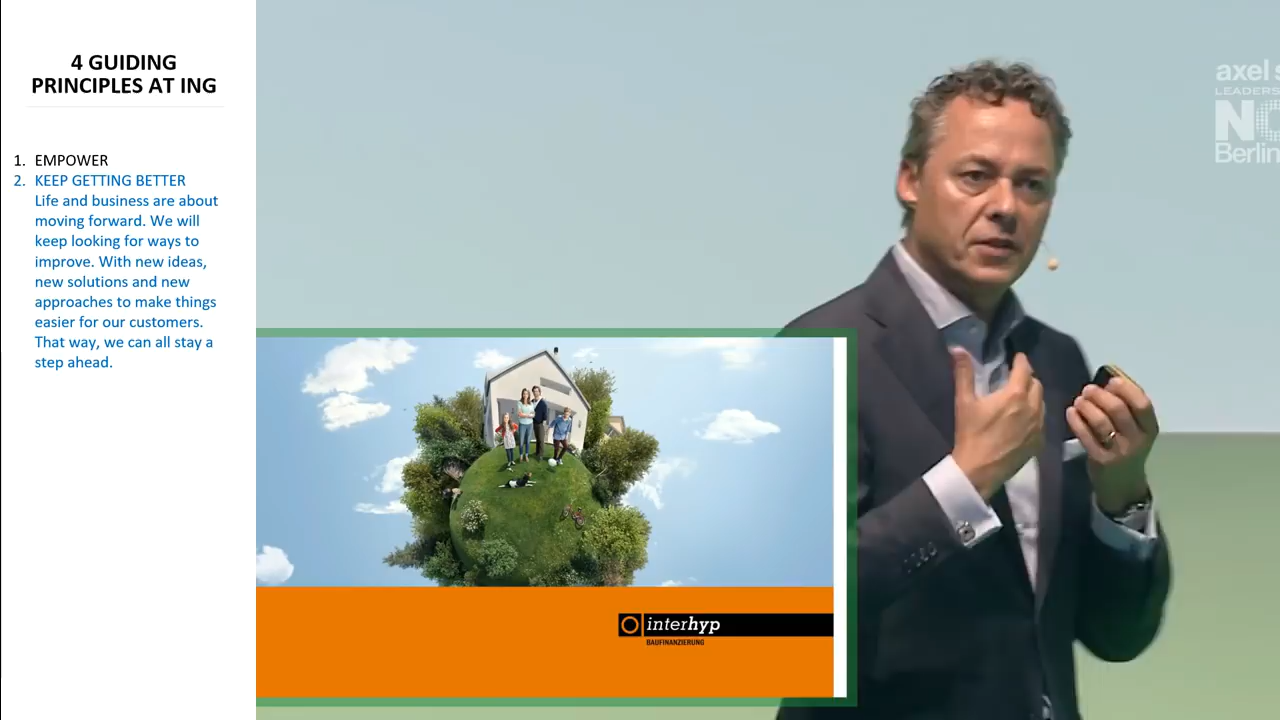 4 GUIDING
PRINCIPLES AT ING
1. EMPOWER
2. KEEP GETTING BETTER
Life and business are about
moving forward. We will
keep looking for ways to
improve. With new ideas,
new solutions and new
approaches to make things
easier for our customers.
That way, we can all stay a
step ahead.
axel s
LEADERS
NO
Berlin
interhyp
BAUFINANZIERUNG